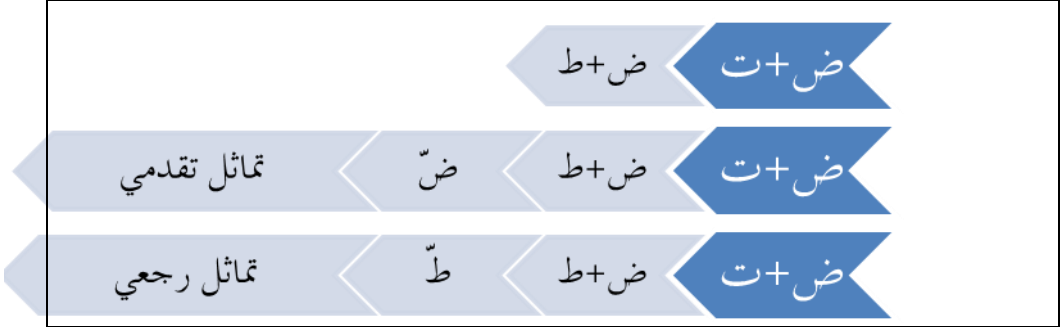 ض+ت ض+ط
ض+ت ض+ط ضّ تماثل تقدمي
ض+ت ض+ط طّ تماثل رجعي